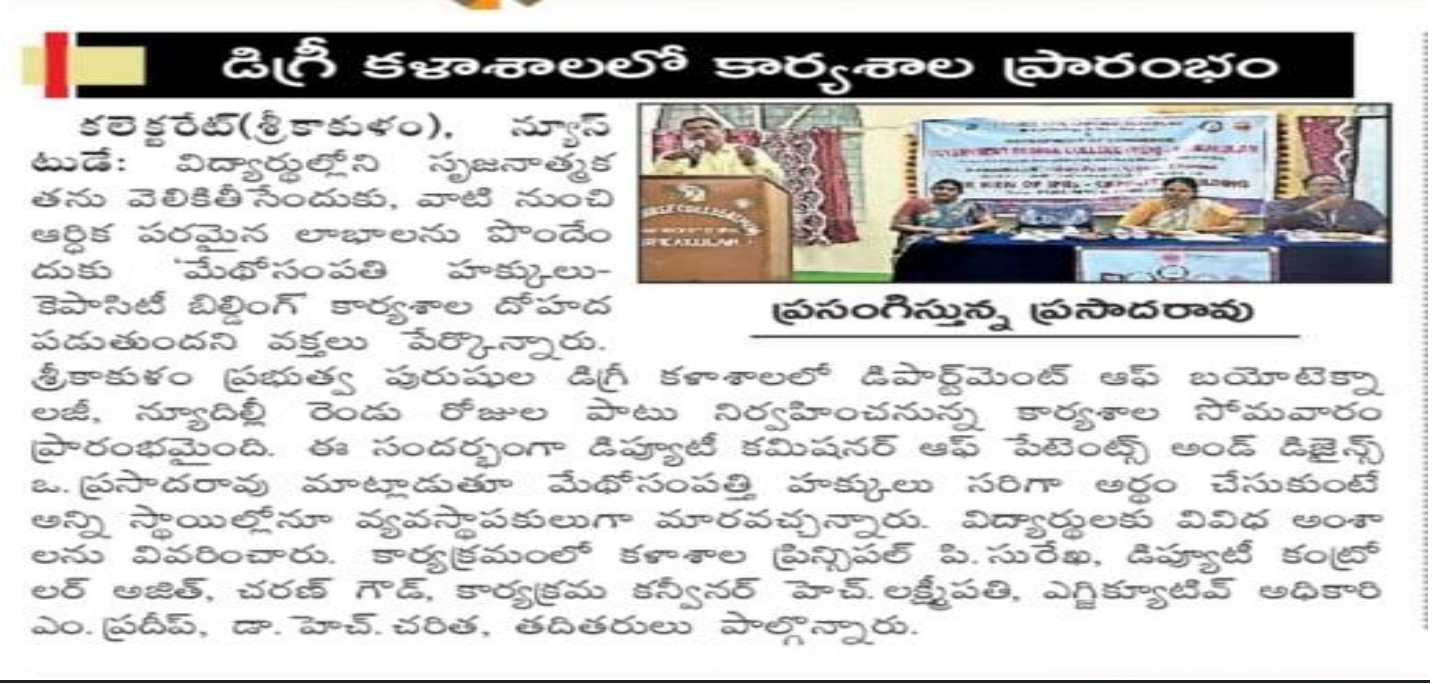 డిగ్రీ కళాశాలలో కార్యశాల ప్రారంభం
కలెక్టరేట్(శ్రీకాకుళం), న్యూస్
టుడే: విద్యార్థుల్లోని సృజనాత్మక
తను వెలికితీసేందుకు, వాటి నుంచి
ఆర్థిక పరమైన లాభాలను పొందేం
దుకు 'మేథోసంపతి హక్కులు-
కెపాసిటీ బిల్డింగ్ కార్యశాల దోహద
పడుతుందని వక్తలు పేర్కొన్నారు.
ప్రసంగిస్తున్న ప్రసాదరావు
శ్రీకాకుళం ప్రభుత్వ పురుషుల డిగ్రీ కళాశాలలో డిపార్ట్‌మెంట్ ఆఫ్ బయోటెక్నా
లజీ, న్యూదిల్లీ రెండు రోజుల పాటు నిర్వహించనున్న కార్యశాల సోమవారం
ప్రారంభమైంది. ఈ సందర్భంగా డిప్యూటీ కమిషనర్ ఆఫ్ పేటెంట్స్ అండ్ డిజైన్స్
ఒ. ప్రసాదరావు మాట్లాడుతూ మేథోసంపత్తి హక్కులు సరిగా అర్థం చేసుకుంటే
అన్ని స్థాయిల్లోనూ వ్యవస్థాపకులుగా మారవచ్చన్నారు. విద్యార్థులకు వివిధ అంశా
లను వివరించారు. కార్యక్రమంలో కళాశాల ప్రిన్సిపల్ పి. సురేఖ, డిప్యూటీ కంట్రో
లర్ అజిత్, చరణ్ గౌడ్, కార్యక్రమ కన్వీనర్ హెచ్. లక్ష్మీపతి, ఎగ్జిక్యూటివ్ అధికారి
ఎం. ప్రదీప్, డా. హెచ్. చరిత, తదితరులు పాల్గొన్నారు.